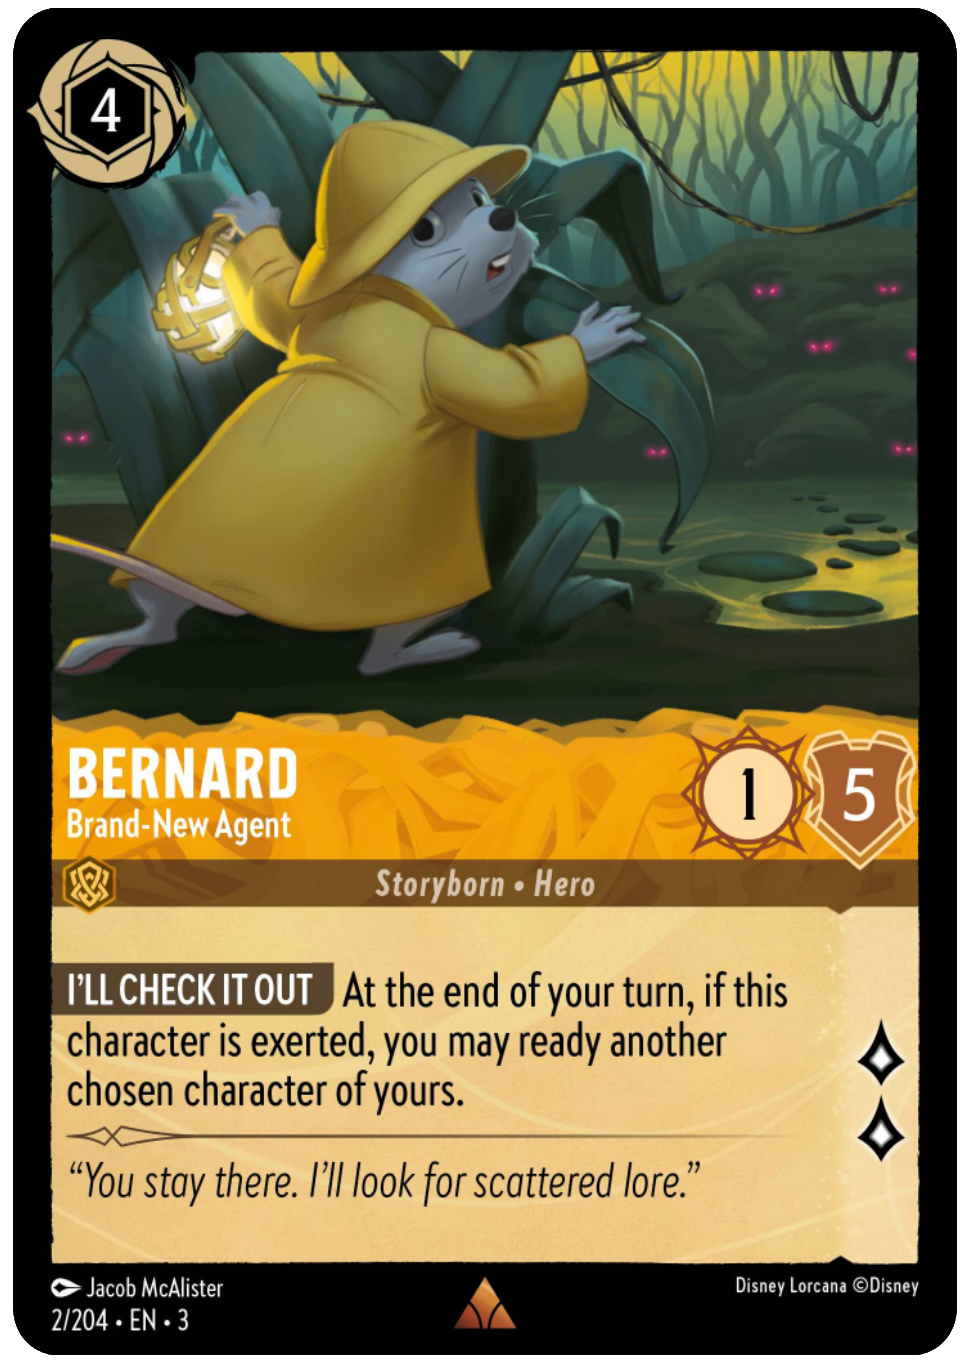 4
BERNARD
Brand-New Agent
1
5
Storyborn • Hero
I’LL CHECK IT OUT At the end of your turn, if this
character is exerted, you may ready another
chosen character of yours.
“You stay there. I’ll look for scattered lore.”
Jacob McAlister
2/204 • EN • 3
Disney Lorcana ©Disney